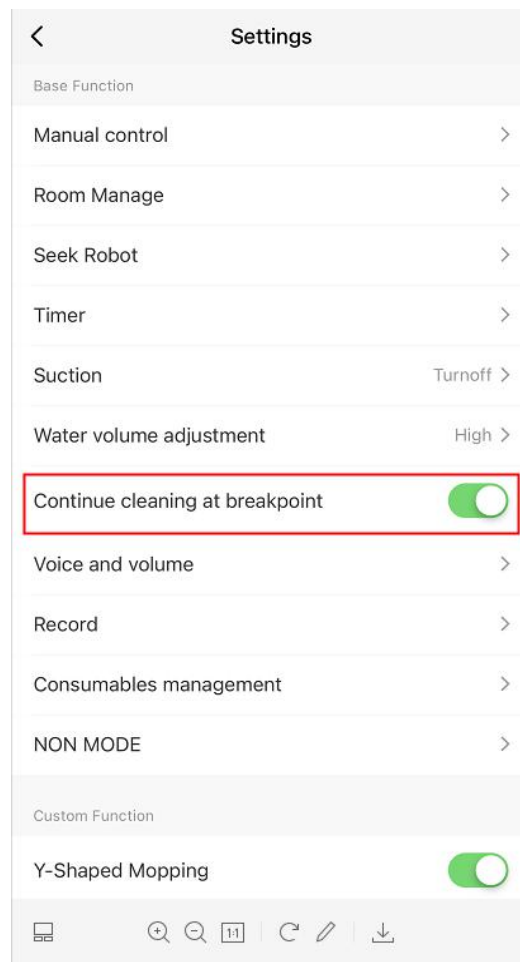 Settings
Base Function
Manual control
Room Manage
Seek Robot
Timer
Suction Turnoff
Water volume adjustment High
Continue cleaning at breakpoint
Voice and volume
Record
Consumables management
NON MODE
Custom Function
Y-Shaped Mopping
1:1